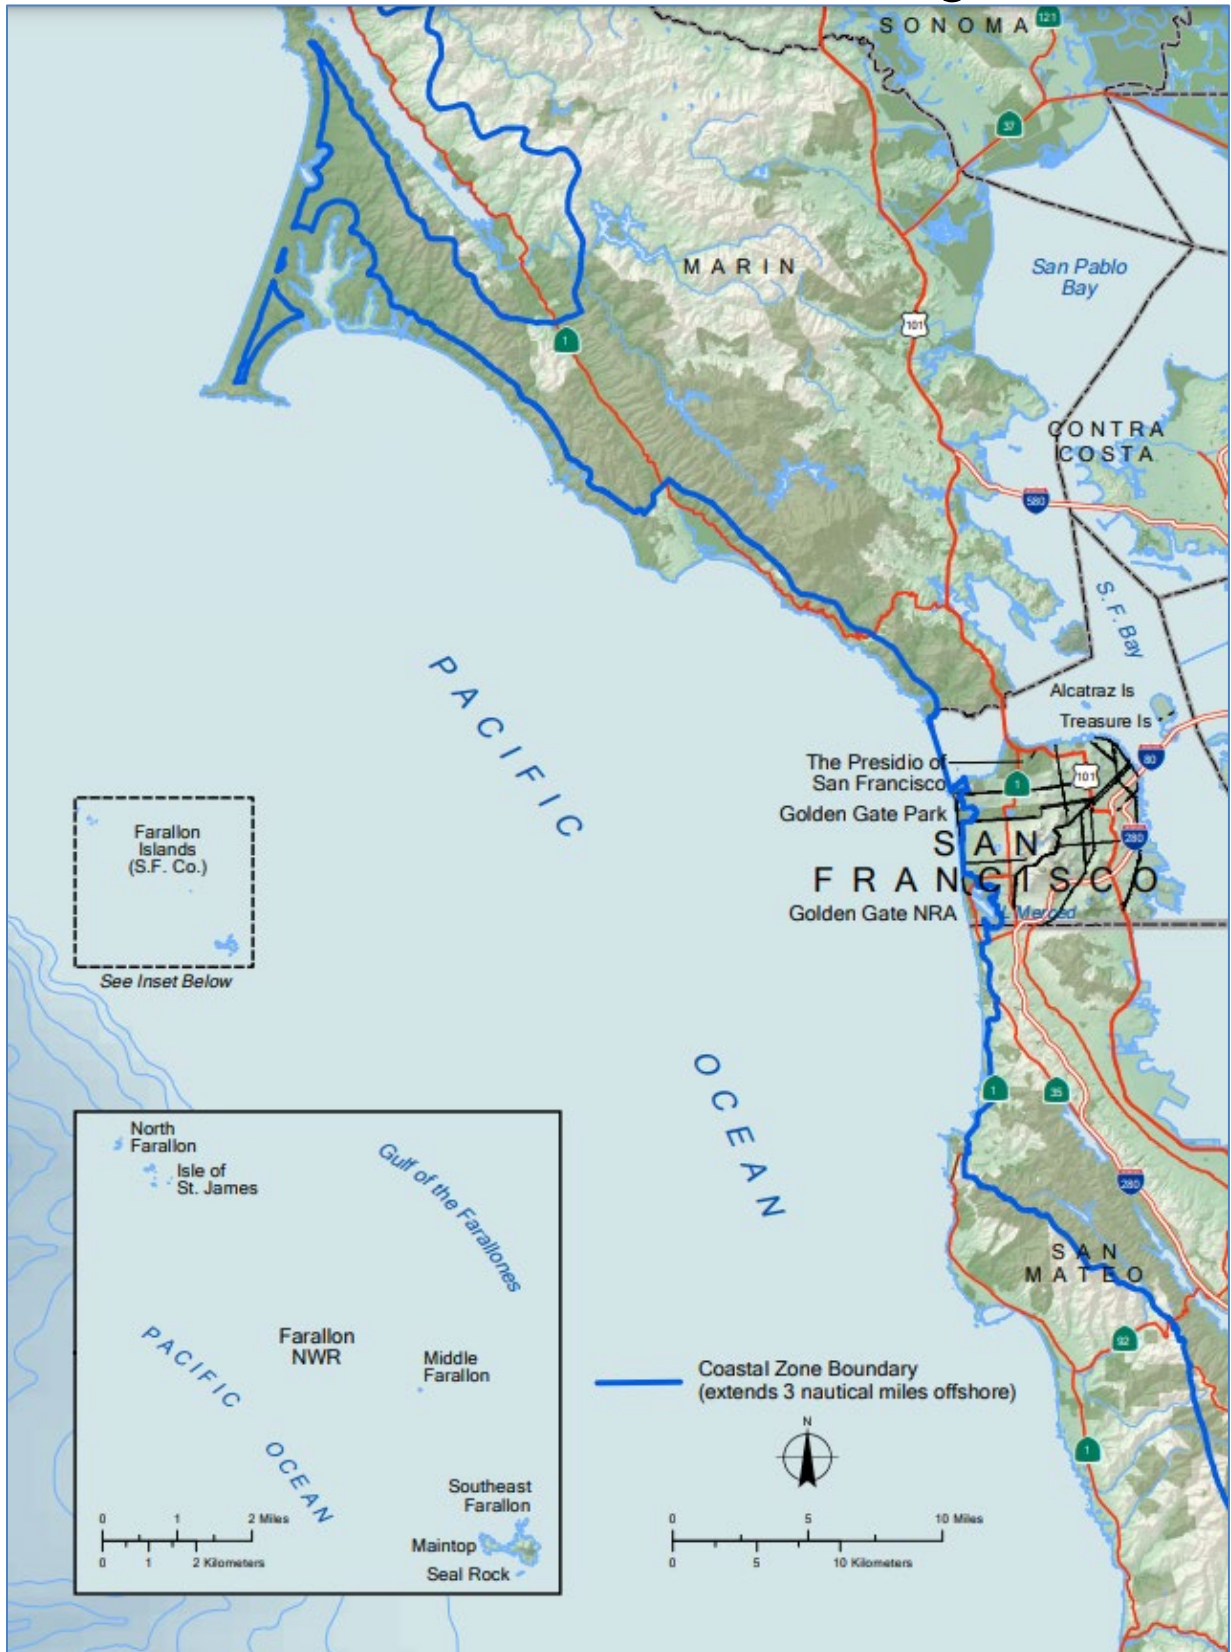 SONOMA
121
37
MARIN
San Pablo
Bay
101
1
CONTRA
COSTA
580
S. F. Bay
PACIFIC
Alcatraz Is
Treasure Is
The Presidio of
San Francisco
80
101
1
Golden Gate Park
280
SAN
FRANCISCO
Farallon
Islands
(S.F. Co.)
Golden Gate NRA
L Merced
See Inset Below
OCEAN
1
35
North
Farallon
Isle of
St. James
Gulf of the Farallones
280
SAN
MATEO
PACIFIC
Farallon
NWR
Middle
Farallon
92
Coastal Zone Boundary
(extends 3 nautical miles offshore)
N
1
OCEAN
Southeast
Farallon
Maintop
Seal Rock
0 1 2 Miles
0 1 2 Kilometers
0 5 10 Miles
0 5 10 Kilometers